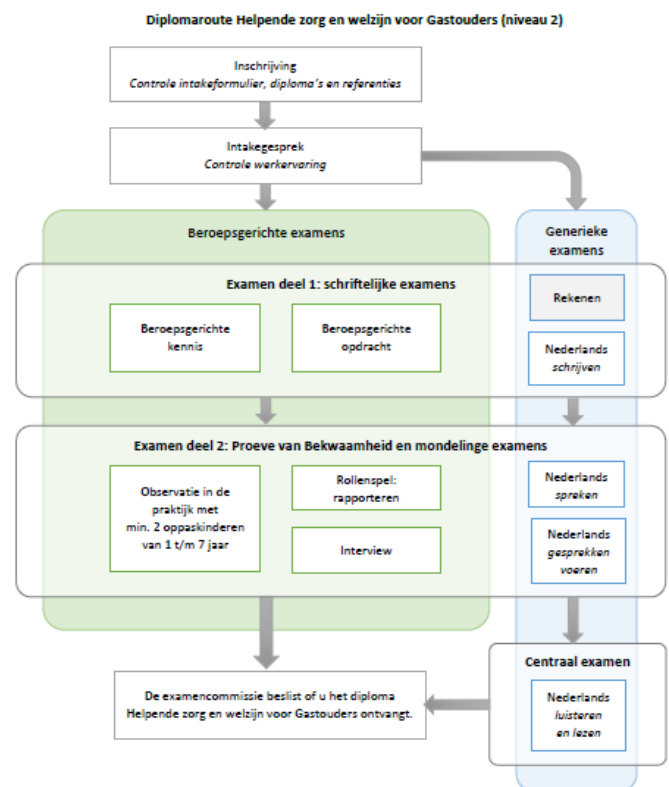 Diplomaroute Helpende zorg en welzijn voor Gastouders (niveau 2)
Inschrijving
Controle intakeformulier, diploma's en referenties
Intakegesprek
Controle werkervaring
Beroepsgerichte examens
Generieke
examens
Examen deel 1: schriftelijke examens
Beroepsgerichte
kennis
Beroepsgerichte
opdracht
Rekenen
Nederlands
schrijven
Examen deel 2: Proeve van Bekwaamheid en mondelinge examens
Observatie in de
praktijk met
min. 2 oppaskinderen
van 1 t/m 7 jaar
Rollenspel:
rapporteren
Interview
Nederlands
spreken
Nederlands
gesprekken
voeren
Centraal examen
Nederlands
luisteren
en lezen
De examencommissie beslist of u het diploma
Helpende zorg en welzijn voor Gastouders ontvangt.